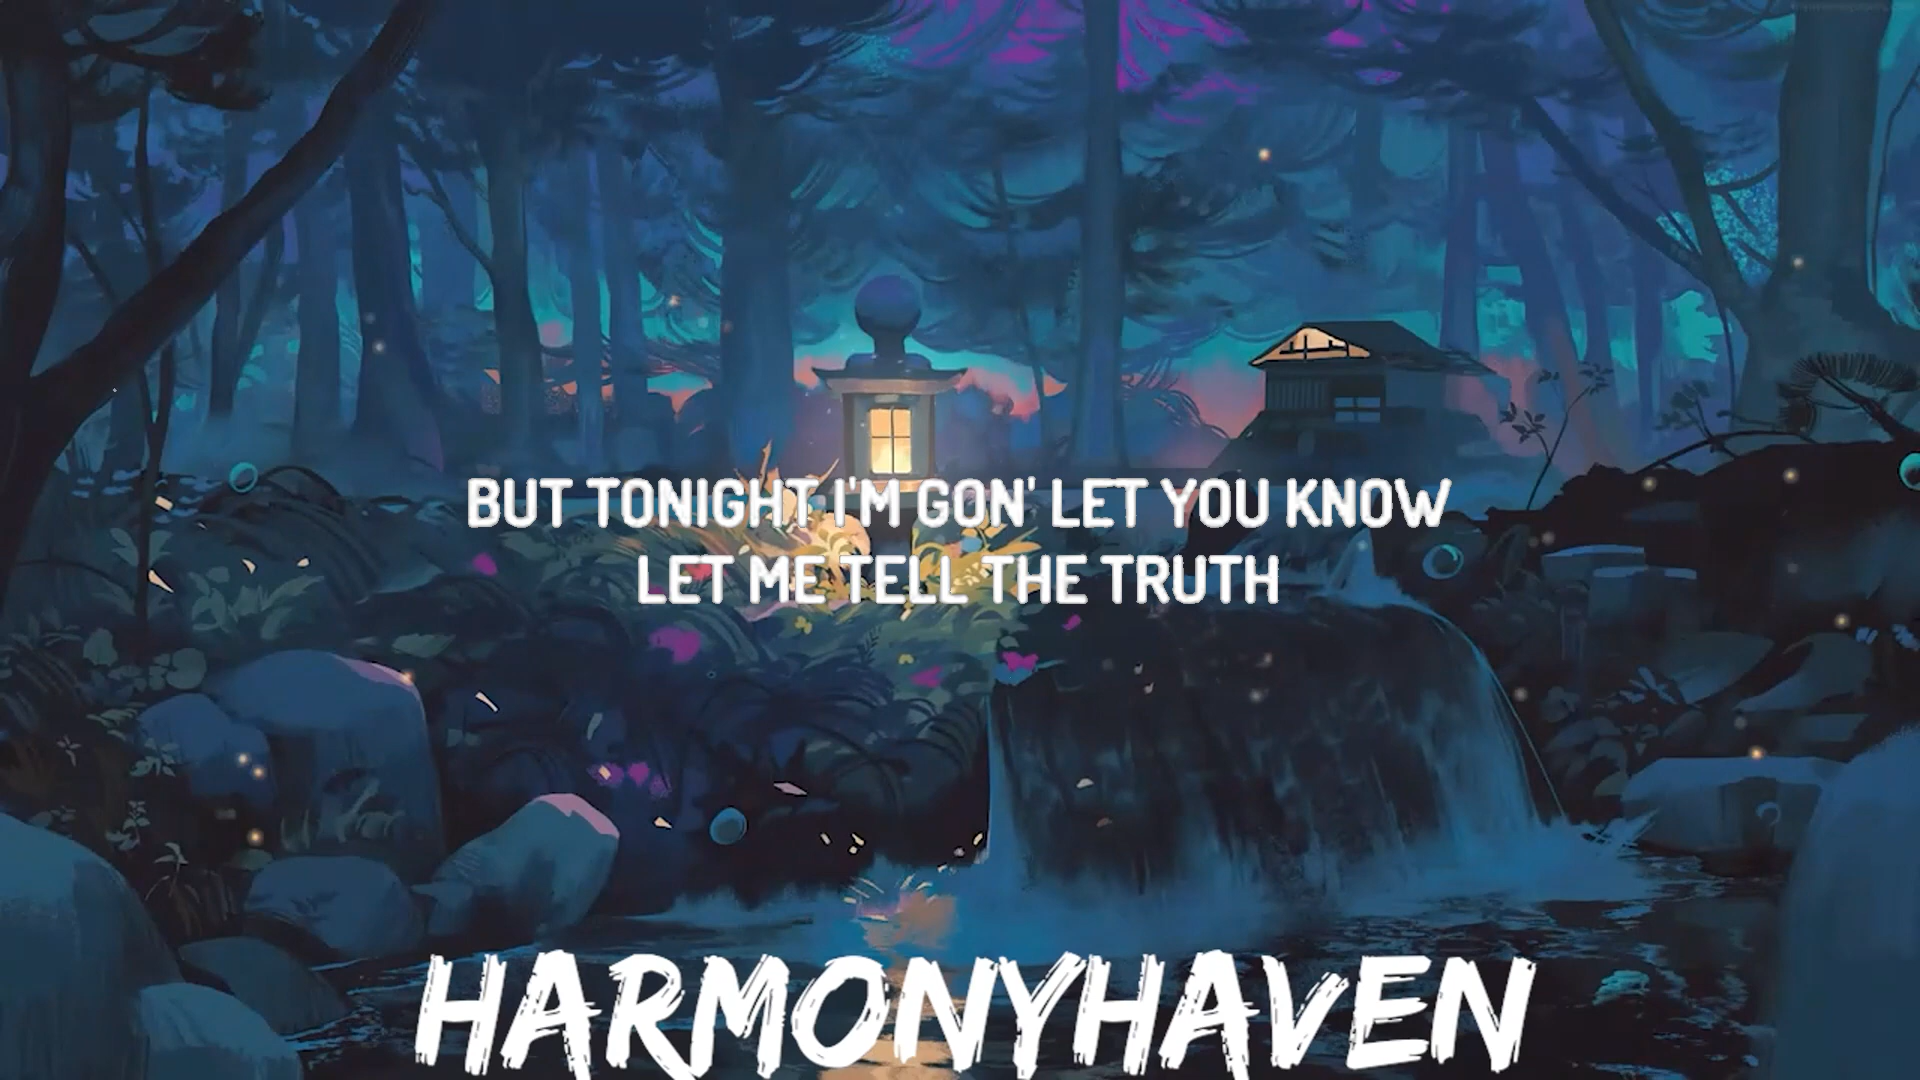 BUT TONIGHT I'M GON' LET YOU KNOW
LET ME TELL THE TRUTH
HARMONYHAVEN